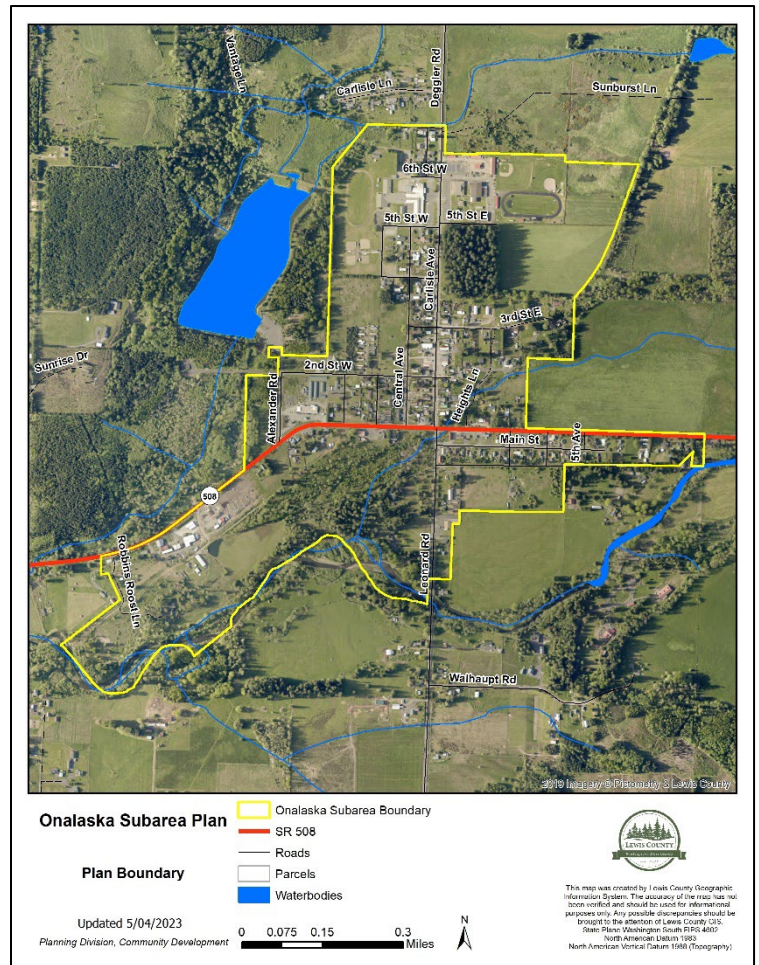 Vantage Ln
Carlisle Ln
Deggler Rd
Sunburst Ln
6th St W
5th St W
5th St E
Carlisle Ave
3rd St E
Sunrise Dr
2nd St W
Central Ave
Heights Ln
Alexander Rd
Main St
5th Ave
508
Robbins Roost Ln
Leonard Rd
Walhaupt Rd
2019 Imagery © Pictometry & Lewis County
Onalaska Subarea Plan
Plan Boundary
Updated 5/04/2023
Planning Division, Community Development
Onalaska Subarea Boundary
SR 508
Roads
Parcels
Waterbodies
0 0.075 0.15 0.3
Miles
N
LEWIS COUNTY
This map was created by Lewis County Geographic
Information System. The accuracy of the map has not
been verified and should be used for informational
purposes only. Any possible discrepancies should be
brought to the attention of Lewis County GIS.
State Plane Washington South FIPS 4602
North American Datum 1983
North American Vertical Datum 1988 (Topography)